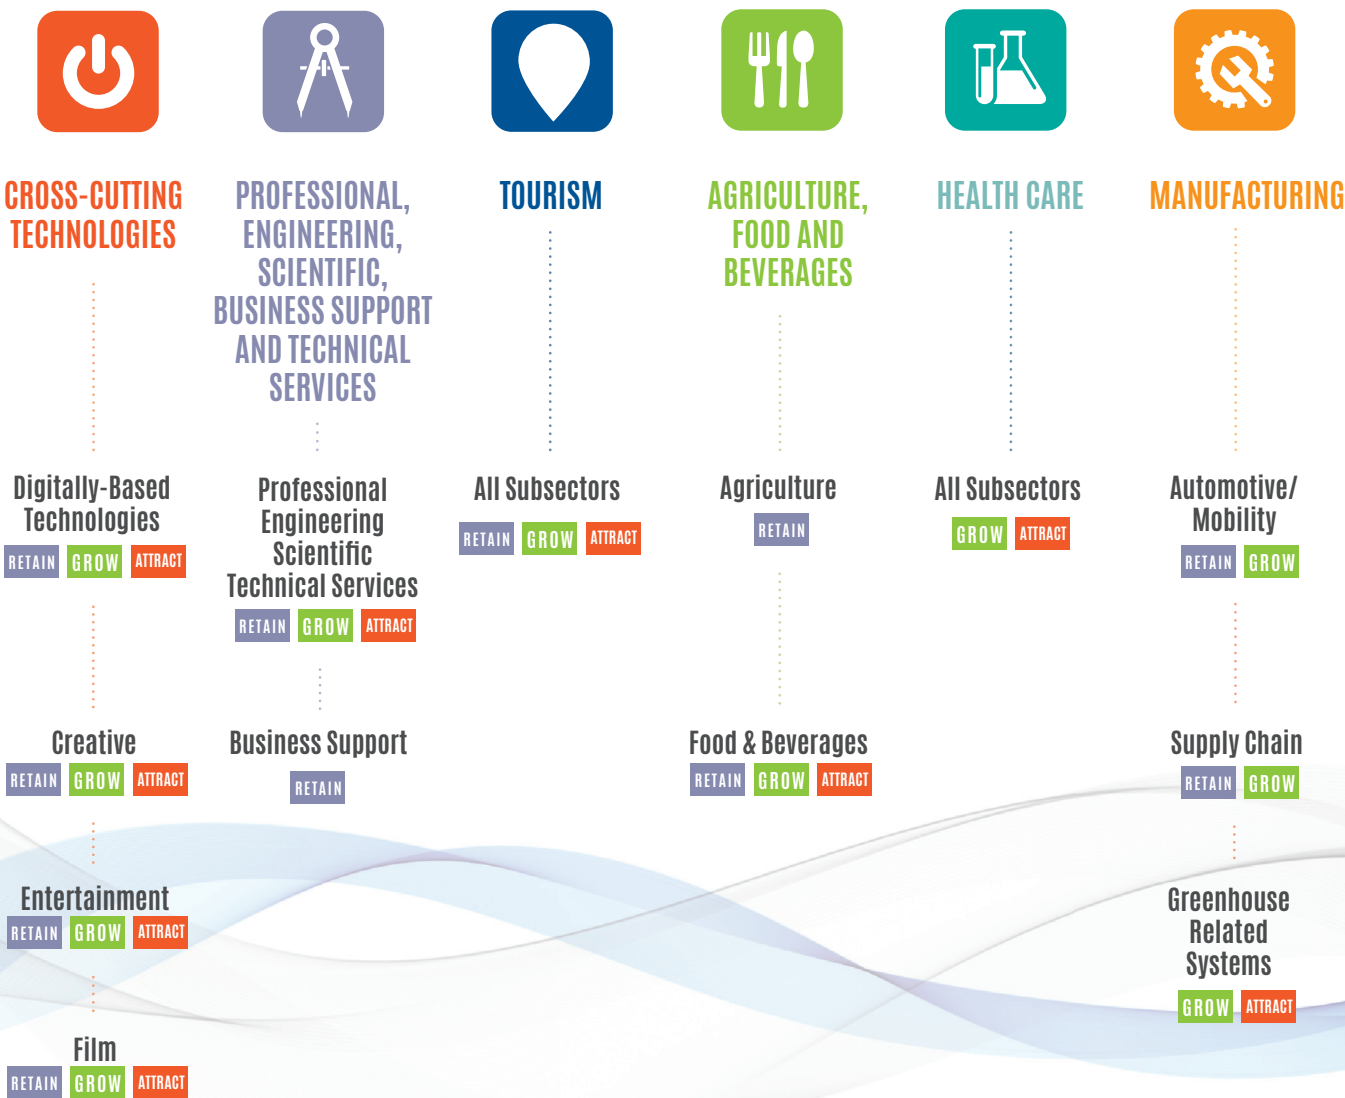 CROSS-CUTTING
TECHNOLOGIES
Digitally-Based
Technologies
RETAIN GROW ATTRACT
Creative
RETAIN GROW ATTRACT
Entertainment
RETAIN GROW ATTRACT
Film
RETAIN GROW ATTRACT
PROFESSIONAL,
ENGINEERING,
SCIENTIFIC,
BUSINESS SUPPORT
AND TECHNICAL
SERVICES
Professional
Engineering
Scientific
Technical Services
RETAIN GROW ATTRACT
Business Support
RETAIN
TOURISM
All Subsectors
RETAIN GROW ATTRACT
AGRICULTURE,
FOOD AND
BEVERAGES
Agriculture
RETAIN
Food & Beverages
RETAIN GROW ATTRACT
HEALTH CARE
All Subsectors
GROW ATTRACT
MANUFACTURING
Automotive/
Mobility
RETAIN GROW
Supply Chain
RETAIN GROW
Greenhouse
Related
Systems
GROW ATTRACT